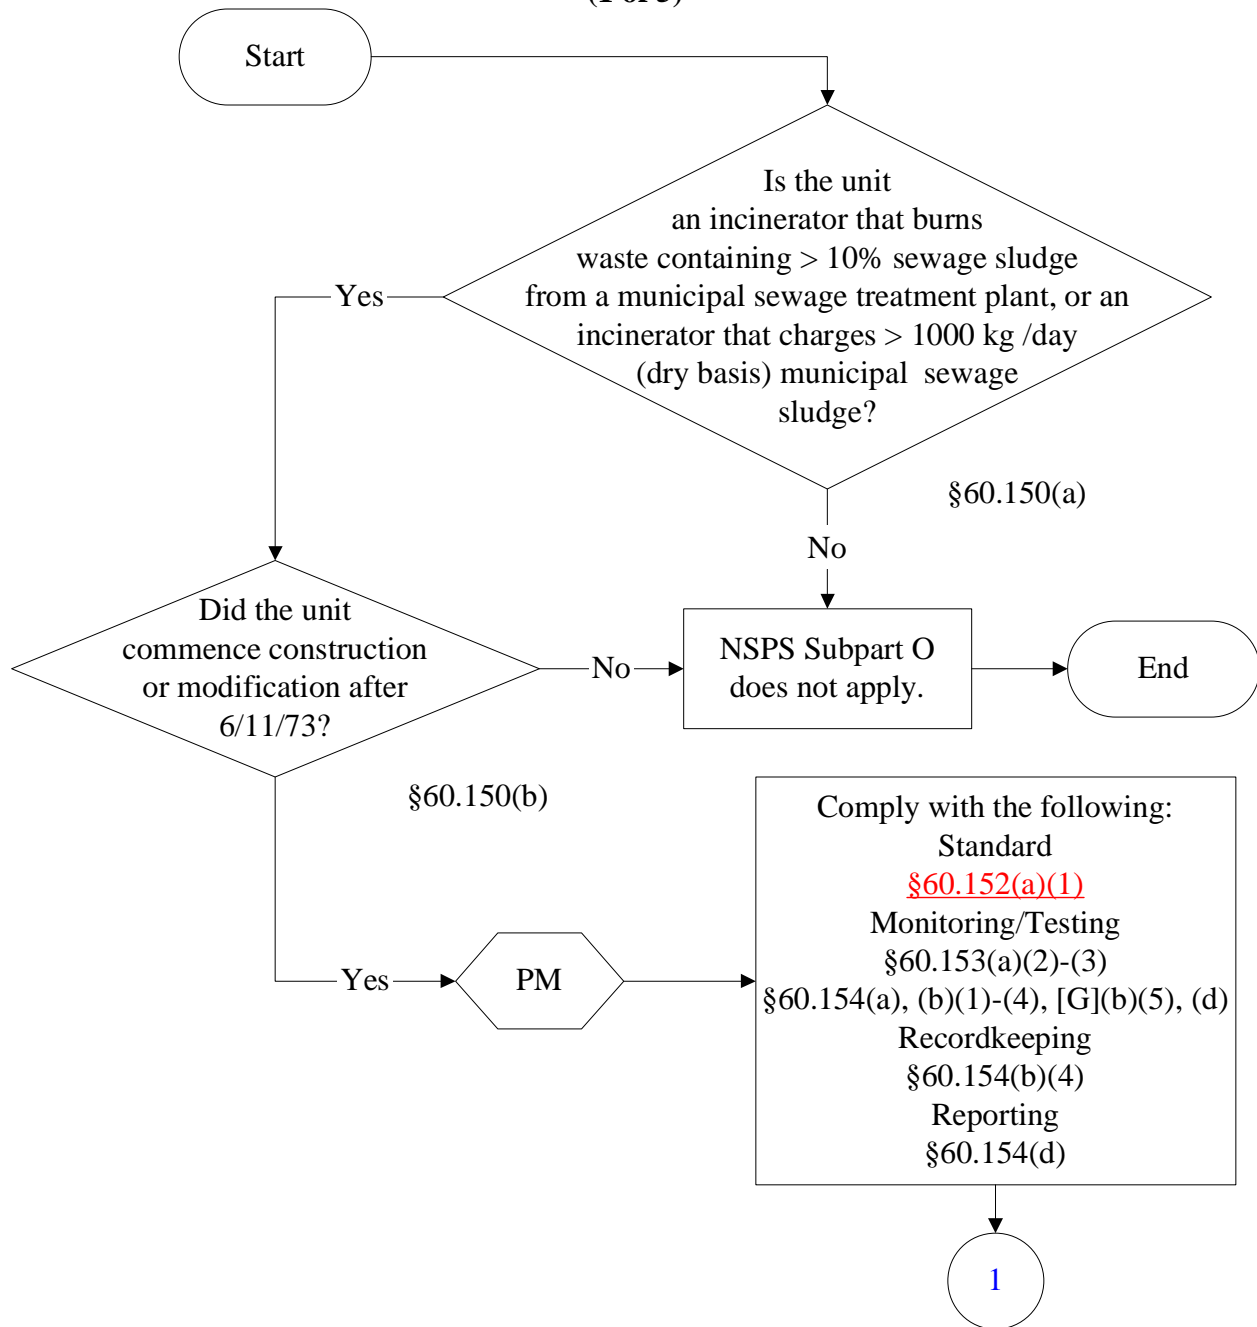 Start
Is the unit
an incinerator that burns
waste containing > 10% sewage sludge
from a municipal sewage treatment plant, or an
incinerator that charges > 1000 kg /day
(dry basis) municipal sewage
sludge?
Yes
§60.150(a)
No
Did the unit
commence construction
or modification after
6/11/73?
No
NSPS Subpart O
does not apply.
End
§60.150(b)
Yes
PM
Comply with the following:
Standard
§60.152(a)(1)
Monitoring/Testing
§60.153(a)(2)-(3)
§60.154(a), (b)(1)-(4), [G](b)(5), (d)
Recordkeeping
§60.154(b)(4)
Reporting
§60.154(d)
1